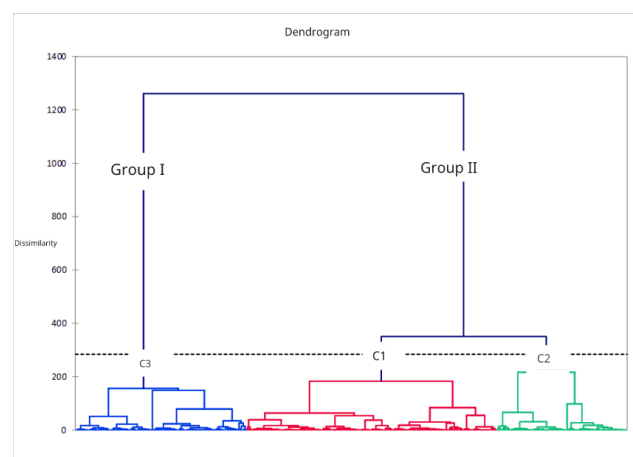 Dendrogram
1400
1200
1000
800
600
400
200
0
Dissimilarity
Group I
Group II
C3
C1
C2